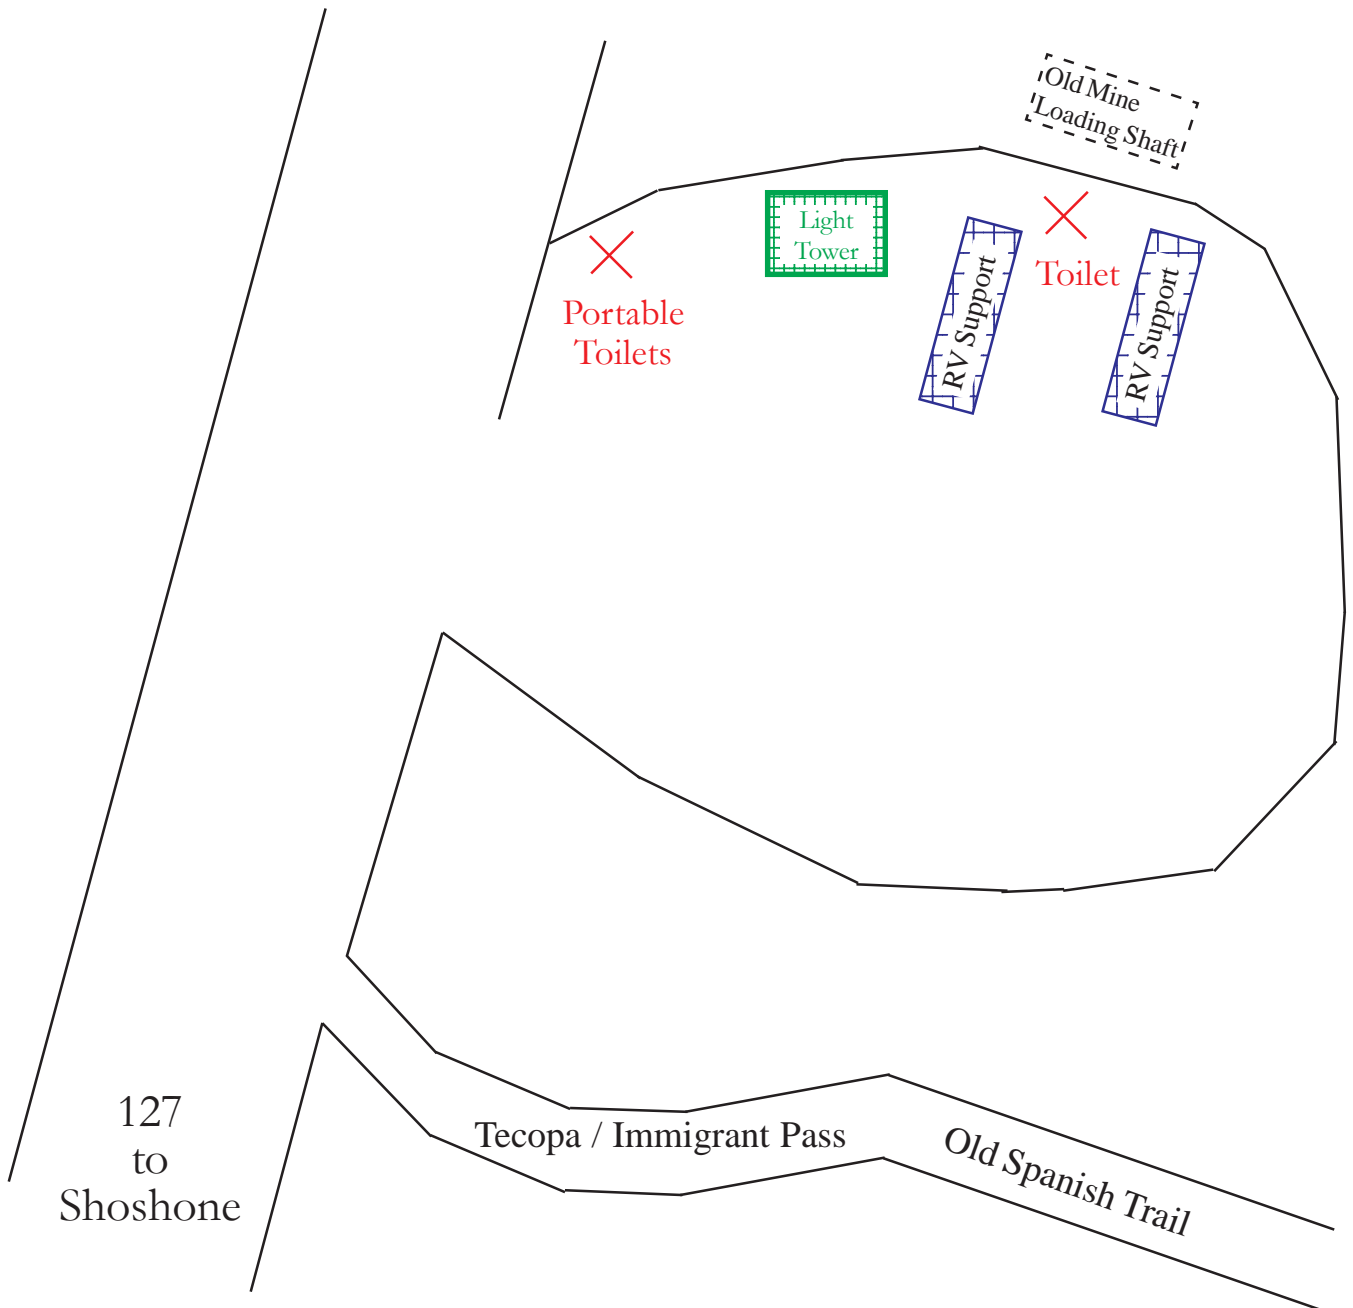 Old Mine
Loading Shaft
Light
Tower
Toilet
RV Support
RV Support
Portable
Toilets
127
to
Shoshone
Tecopa / Immigrant Pass
Old Spanish Trail